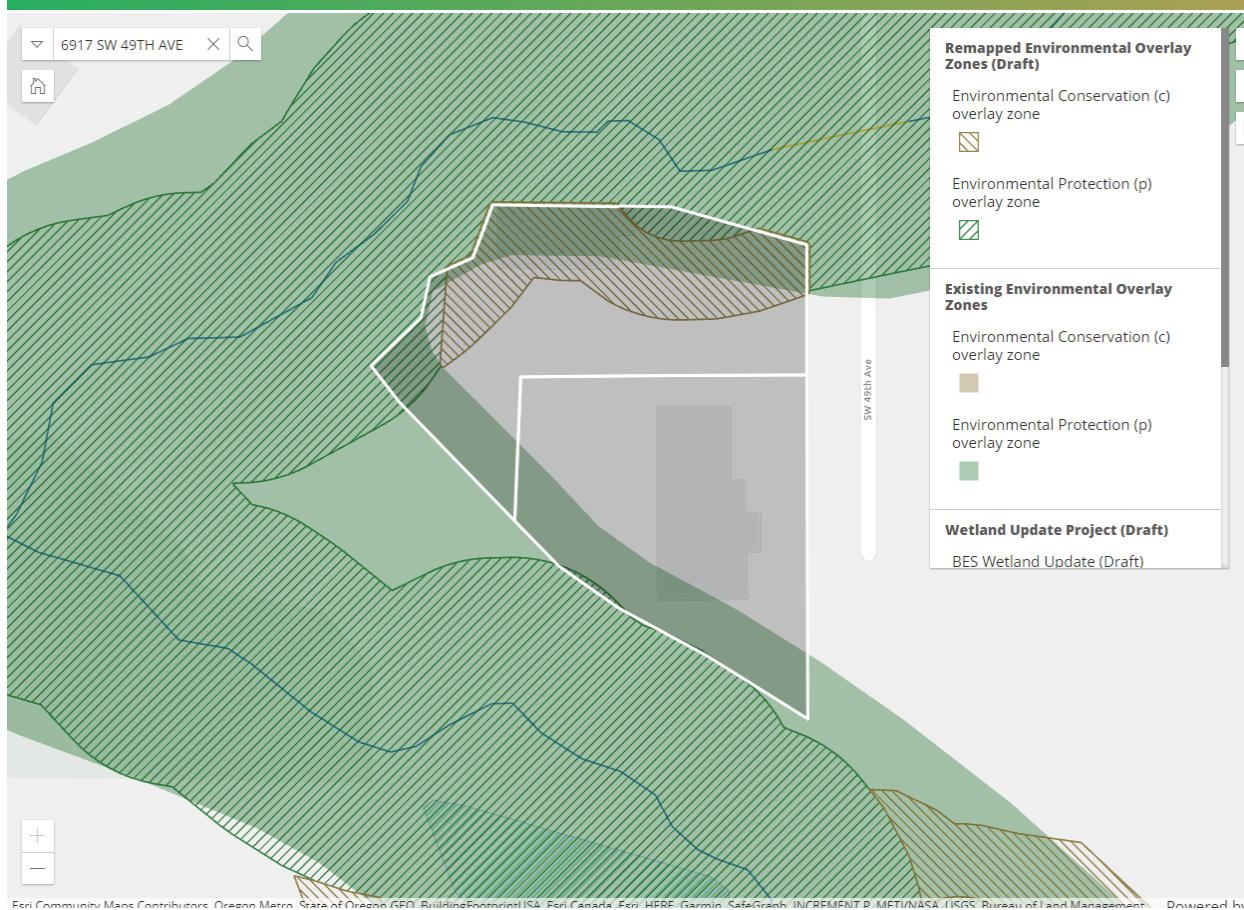 6917 SW 49TH AVE
Remapped Environmental Overlay
Zones (Draft)
Environmental Conservation (c)
overlay zone
Environmental Protection (p)
overlay zone
Existing Environmental Overlay
Zones
Environmental Conservation (c)
overlay zone
Environmental Protection (p)
overlay zone
Wetland Update Project (Draft)
BES Wetland Update (Draft)
SW 49th Ave
Esri Community Maps Contributors, Oregon Metro, State of Oregon GEO, BuildingFootprintUSA, Esri Canada, Esri, HERE, Garmin, SafeGraph, INCREMENT P, METI/NASA, USGS, Bureau of Land Management Powered by